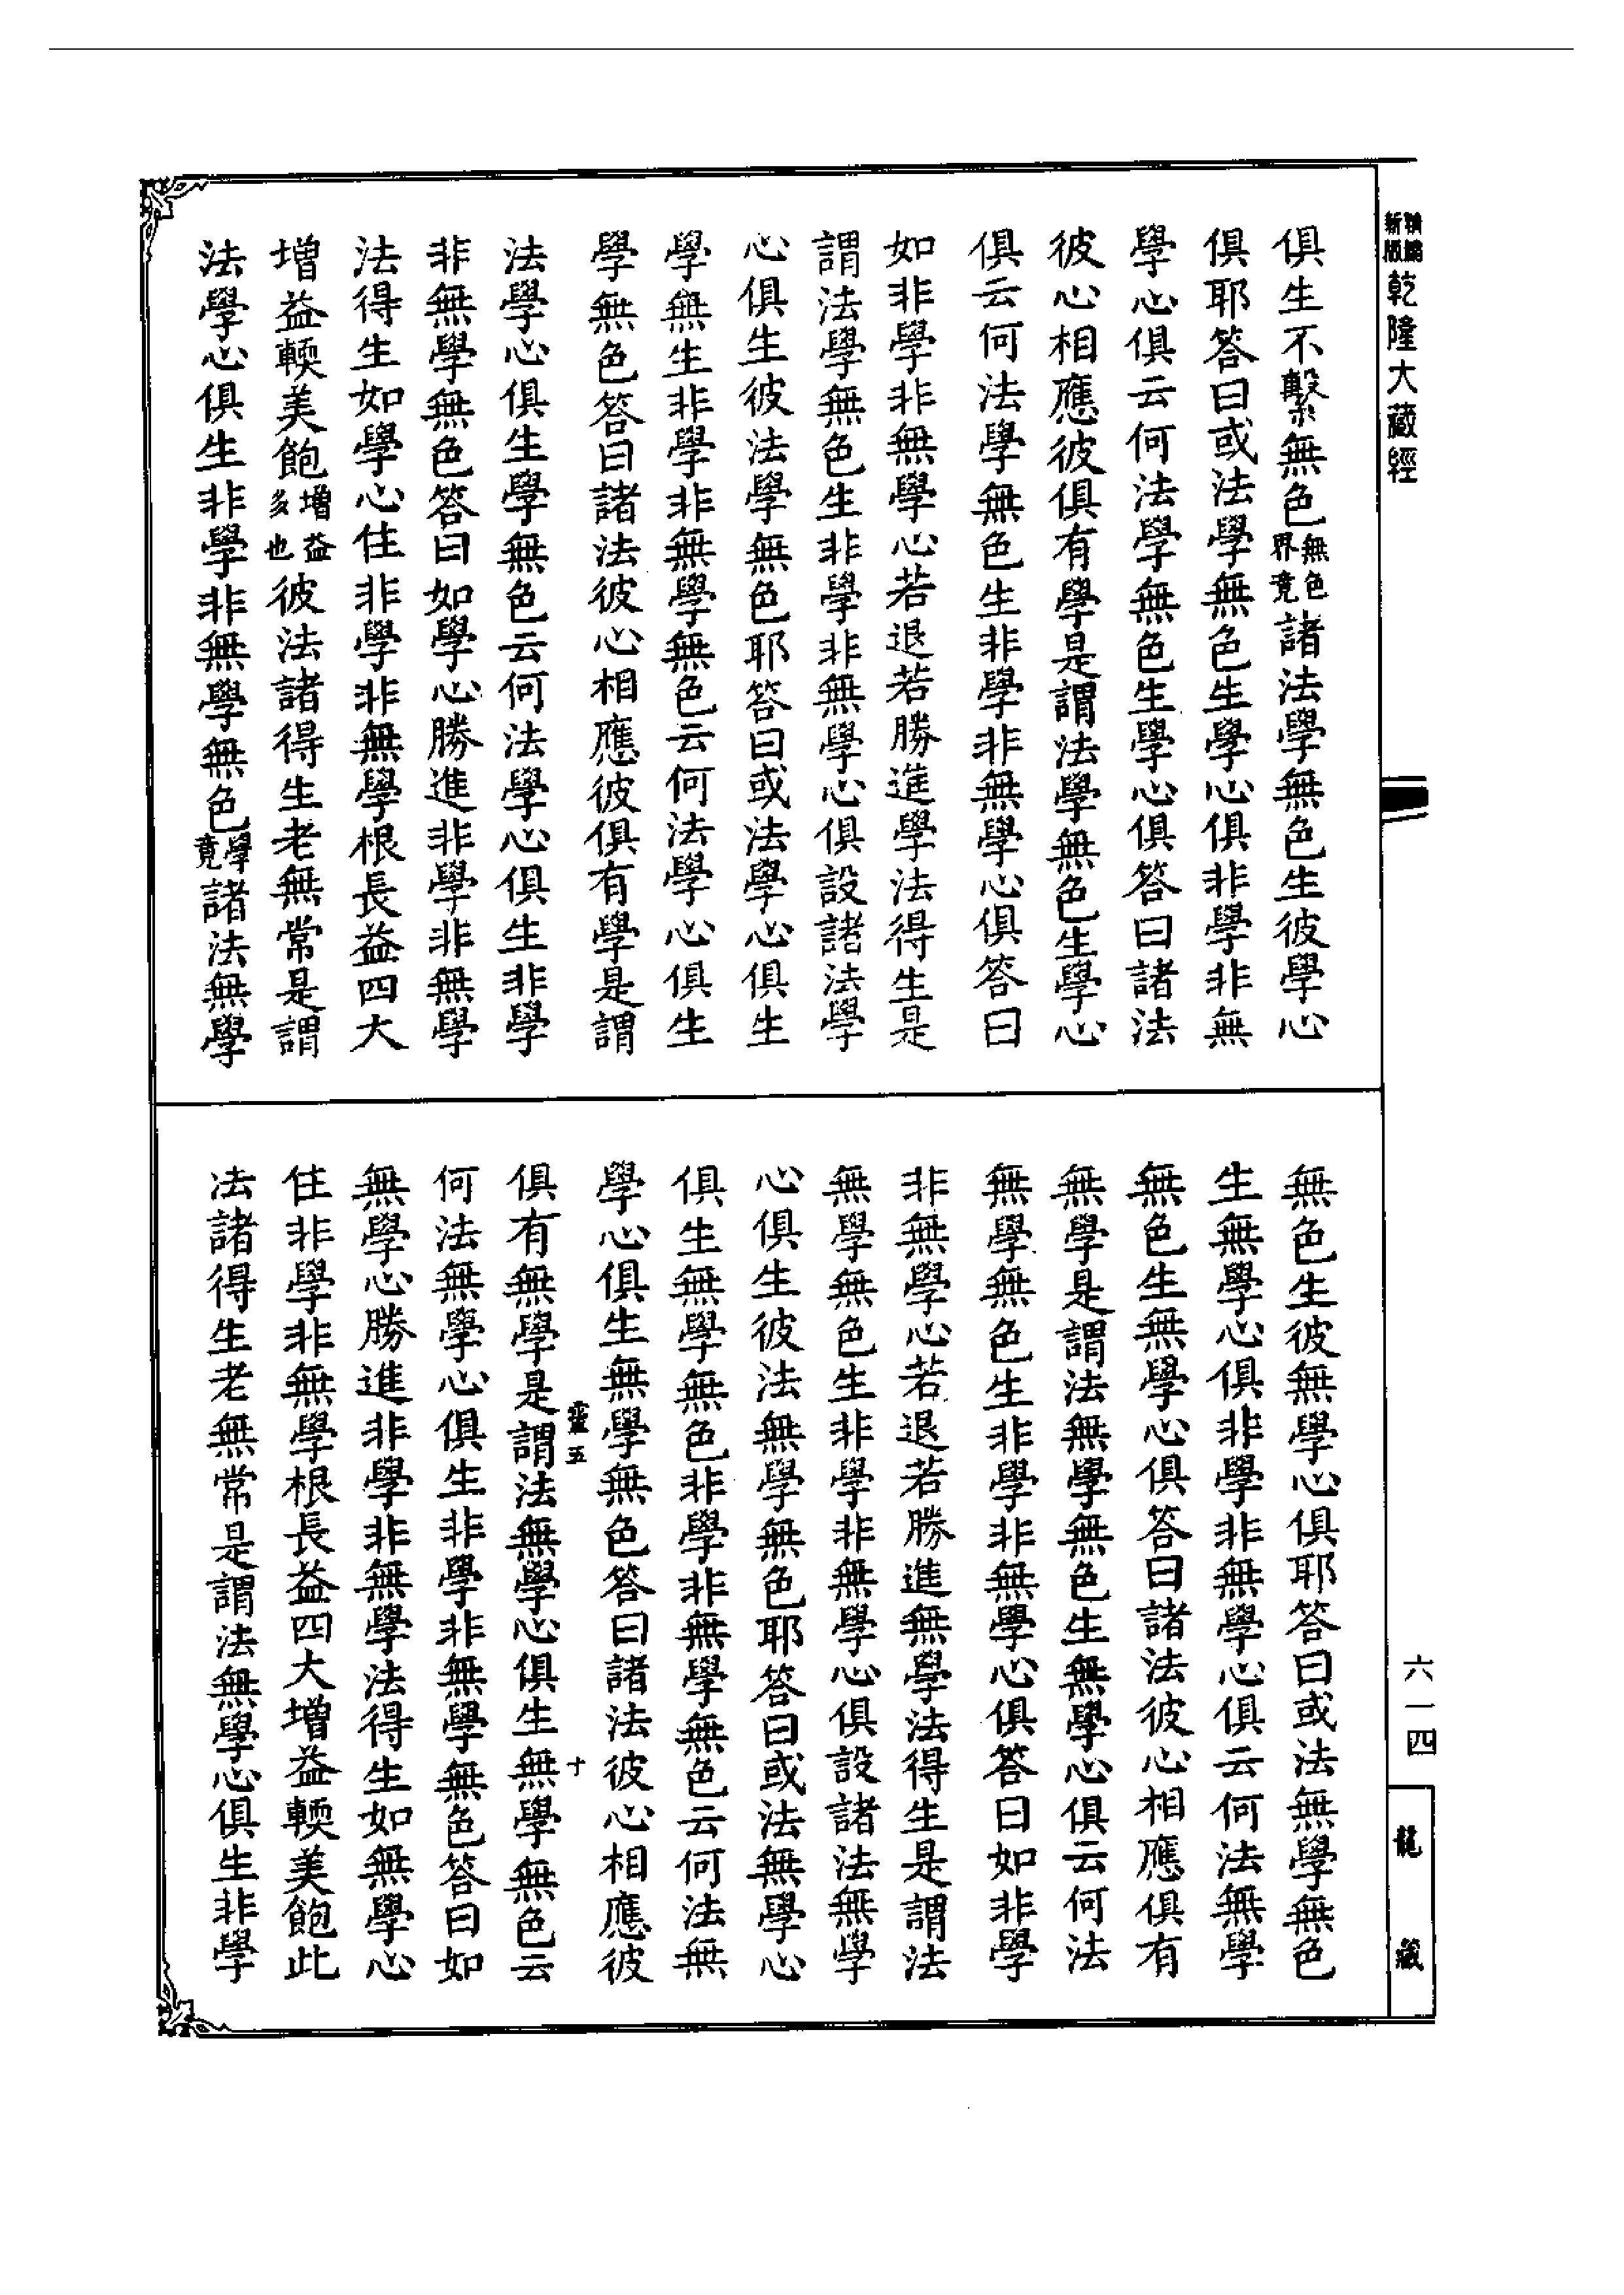 新版精編乾隆大藏經
俱生不繫無色無色界竟諸法學無色生彼學心
俱耶答曰或法學無色生學心俱非學非無
學心俱云何法學無色生學心俱答曰諸法
彼心相應彼俱有學是謂法學無色生學心
俱云何法學無色生非學非無學心俱答曰
如非學非無學心若退若勝進學法得生是
謂法學無色生非學非無學心俱設諸法學
心俱生彼法學無色耶答曰或法學心俱生
學無生非學非無學無色云何法學心俱生
學無色答曰諸法彼心相應彼俱有學是謂
法學心俱生學無色云何法學心俱生非學
非無學無色答曰如學心勝進非學非無學
法得生如學心住非學非無學根長益四大
增益輭美飽增益多也彼法諸得生老無常是謂
法學心俱生非學非無學無色學竟諸法無學
無色生彼無學心俱耶答曰或法無學無色
生無學心俱非學非無學心俱云何法無學
無色生無學心俱答曰諸法彼心相應俱有
無學是謂法無學無色生無學心俱云何法
無學無色生非學非無學心俱答曰如非學
非無學心若退若勝進無學法得生是謂法
無學無色生非學非無學心俱設諸法無學
心俱生彼法無學無色耶答曰或法無學心
俱生無學無色非學非無學無色云何法無
學心俱生無學無色答曰諸法彼心相應彼
靈五
十
俱有無學是謂法無學心俱生無學無色云
何法無學心俱生非學非無學無色答曰如
無學心勝進非學非無學法得生如無學心
住非學非無學根長益四大增益輭美飽此
法諸得生老無常是謂法無學心俱生非學
六一四
龍藏